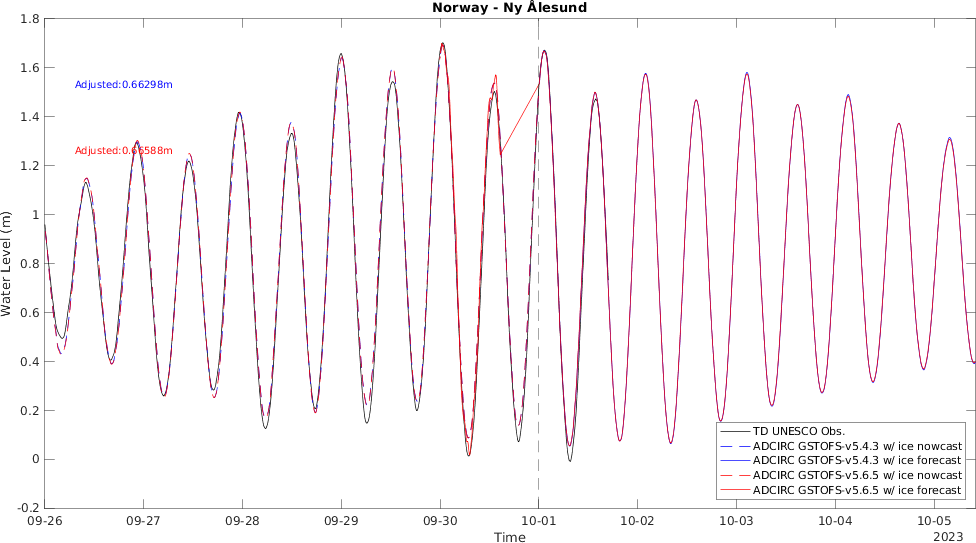 Norway - Ny Ålesund
1.8
1.6
1.4
1.2
1
0.8
0.6
0.4
0.2
0
-0.2
Water Level (m)
Adjusted:0.66298m
Adjusted:0.66588m
TD UNESCO Obs.
ADCIRC GSTOFS-v5.4.3 w/ ice nowcast
ADCIRC GSTOFS-v5.4.3 w/ ice forecast
ADCIRC GSTOFS-v5.6.5 w/ ice nowcast
ADCIRC GSTOFS-v5.6.5 w/ ice forecast
09-26 09-27 09-28 09-29 09-30 10-01 10-02 10-03 10-04 10-05
Time
2023